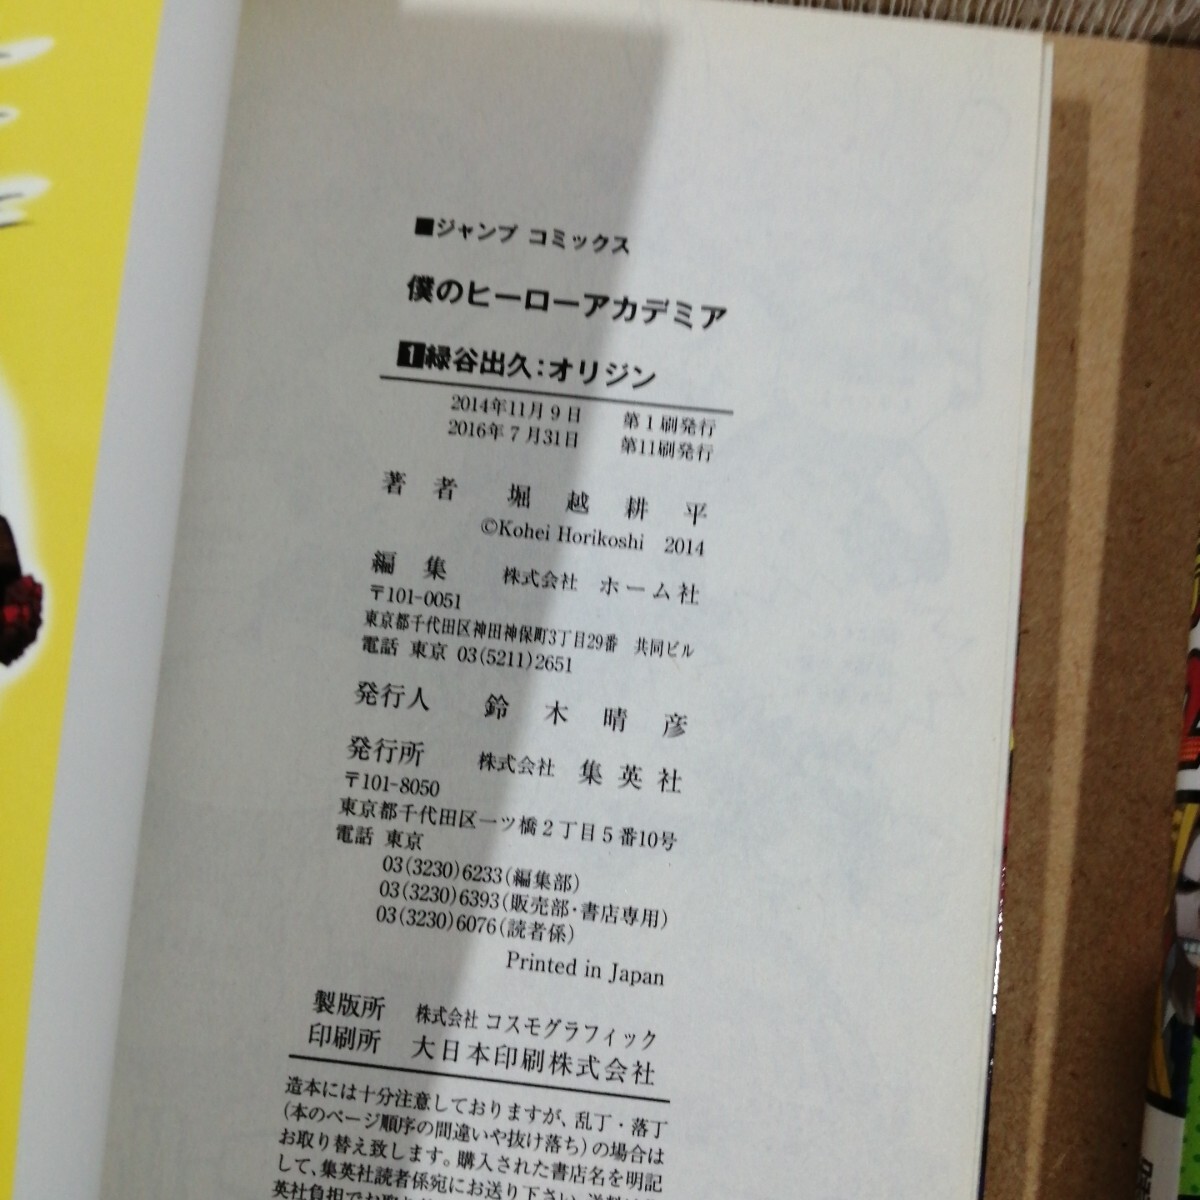 ■ジャンプ コミックス
僕のヒーローアカデミア
1緑谷出久：オリジン
2014年11月9日　第1刷発行
2016年7月31日　第11刷発行
著者　堀越耕平
©Kohei Horikoshi 2014
編集　株式会社 ホーム社
〒101-0051
東京都千代田区神田神保町3丁目29番　共同ビル
電話 東京 03(5211)2651
発行人　鈴木晴彦
発行所　株式会社 集英社
〒101-8050
東京都千代田区一ツ橋2丁目5番10号
電話 東京
03(3230)6233(編集部)
03(3230)6393(販売部・書店専用)
03(3230)6076(読者係)
Printed in Japan
製版所　株式会社 コスモグラフィック
印刷所　大日本印刷株式会社
造本には十分注意しておりますが、乱丁・落丁
(本のページ順序の間違いや抜け落ち)の場合は
お取り替え致します。購入された書店名を明記
して、集英社読者係宛にお送り下さい。送料は
英社負担でお取り